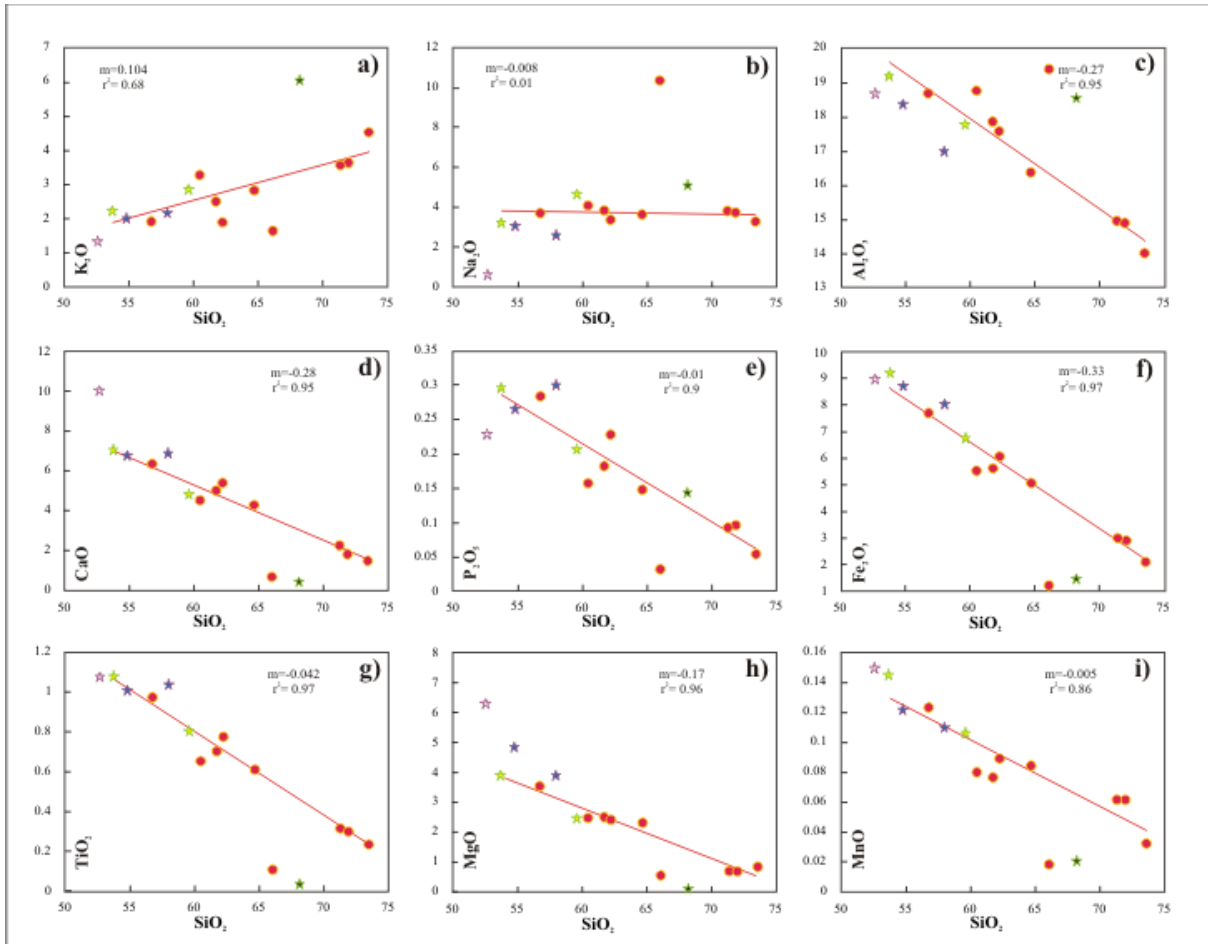 7 6 5 4 3 2 1 0
m=0.104
r²= 0.68
a)
K₂O
50 55 60 65 70 75
SiO₂
12 10 8 6 4 2 0
m=-0.008
r²= 0.01
b)
Na₂O
50 55 60 65 70 75
SiO₂
20 19 18 17 16 15 14 13
m=-0.27
r²= 0.95
c)
Al₂O₃
50 55 60 65 70 75
SiO₂
12 10 8 6 4 2 0
m=-0.28
r²= 0.95
d)
CaO
50 55 60 65 70 75
SiO₂
0.35 0.3 0.25 0.2 0.15 0.1 0.05 0
m=-0.01
r²= 0.9
e)
P₂O₅
50 55 60 65 70 75
SiO₂
10 9 8 7 6 5 4 3 2 1
m=-0.33
r²= 0.97
f)
Fe₂O₃
50 55 60 65 70 75
SiO₂
1.2 1 0.8 0.6 0.4 0.2 0
m=-0.042
r²= 0.97
g)
TiO₂
50 55 60 65 70 75
SiO₂
8 7 6 5 4 3 2 1 0
m=-0.17
r²= 0.96
h)
MgO
50 55 60 65 70 75
SiO₂
0.16 0.14 0.12 0.1 0.08 0.06 0.04 0.02 0
m=-0.005
r²= 0.86
i)
MnO
50 55 60 65 70 75
SiO₂